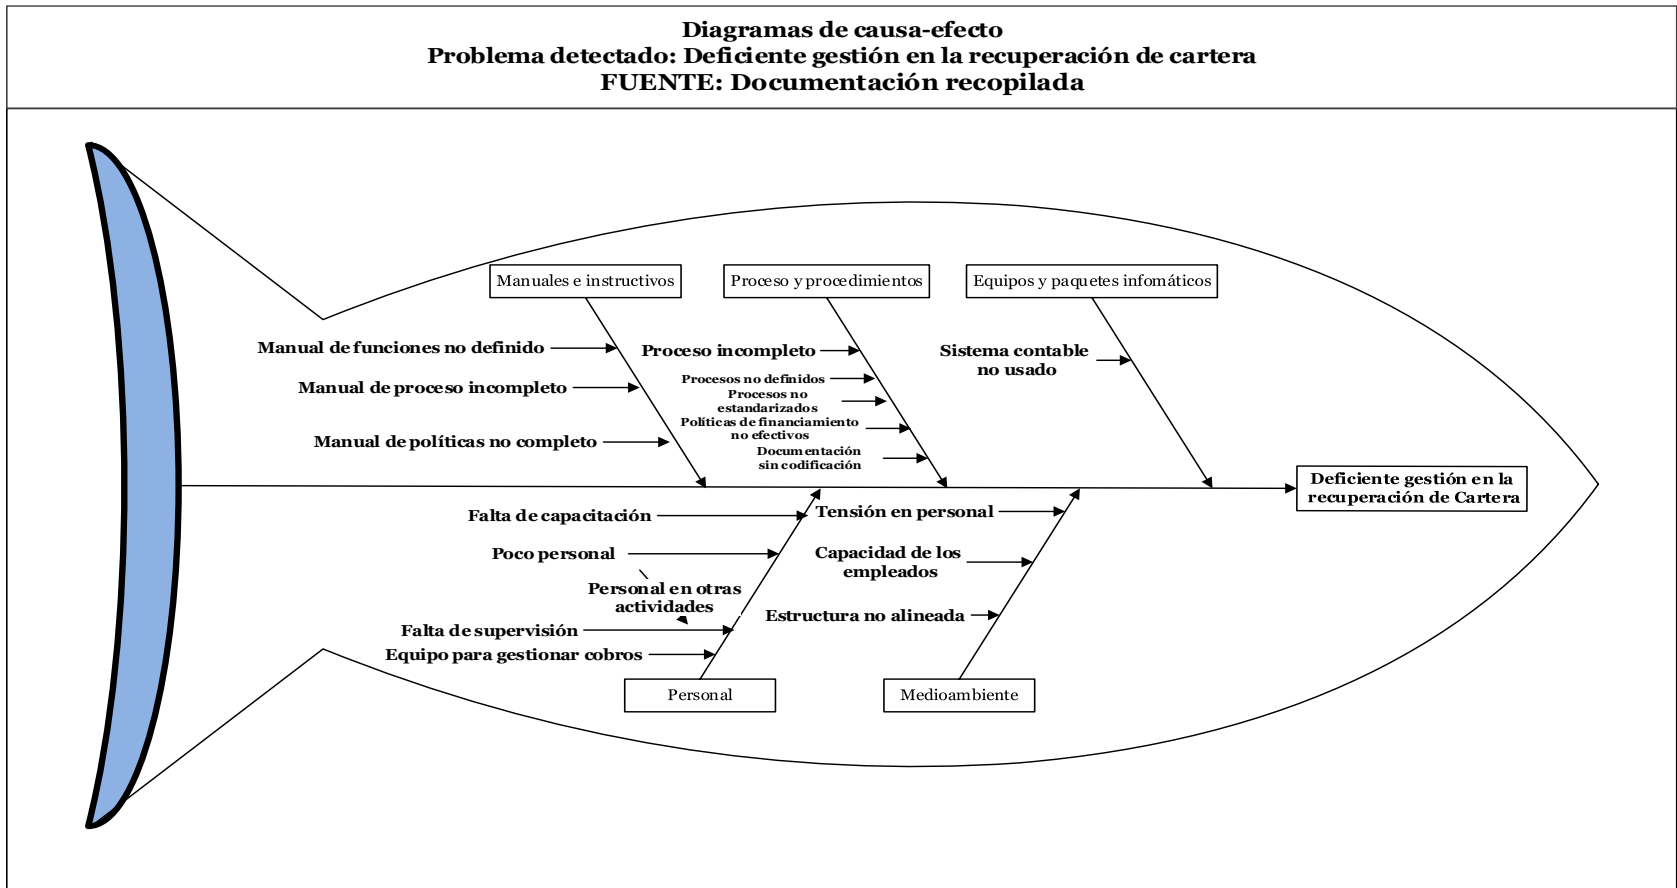 Diagramas de causa-efecto
Problema detectado: Deficiente gestión en la recuperación de cartera
FUENTE: Documentación recopilada
Manuales e instructivos
Proceso y procedimientos
Equipos y paquetes infomáticos
Manual de funciones no definido
Manual de proceso incompleto
Manual de políticas no completo
Proceso incompleto
Procesos no definidos
Procesos no
estandarizados
Políticas de financiamiento
no efectivos
Documentación
sin codificación
Sistema contable
no usado
Deficiente gestión en la
recuperación de Cartera
Falta de capacitación
Poco personal
Personal en otras
actividades
Falta de supervisión
Equipo para gestionar cobros
Tensión en personal
Capacidad de los
empleados
Estructura no alineada
Personal
Medioambiente